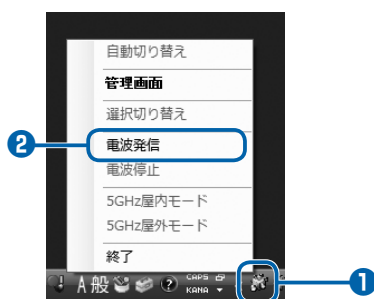 自動切り替え
管理画面
選択切り替え
❷
電波発信
電波停止
5GHz屋内モード
5GHz屋外モード
終了
A 般 ? CAPS KANA
❶